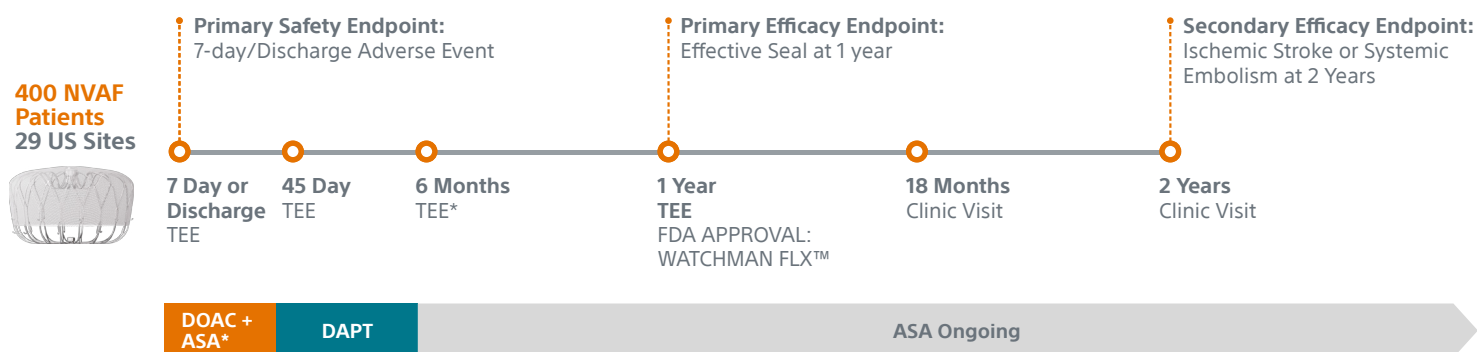 Primary Safety Endpoint:
7-day/Discharge Adverse Event
Primary Efficacy Endpoint:
Effective Seal at 1 year
Secondary Efficacy Endpoint:
Ischemic Stroke or Systemic
Embolism at 2 Years
400 NVAF
Patients
29 US Sites
7 Day or
Discharge
TEE
45 Day
TEE
6 Months
TEE*
1 Year
TEE
FDA APPROVAL:
WATCHMAN FLX™
18 Months
Clinic Visit
2 Years
Clinic Visit
DOAC +
ASA*
DAPT
ASA Ongoing